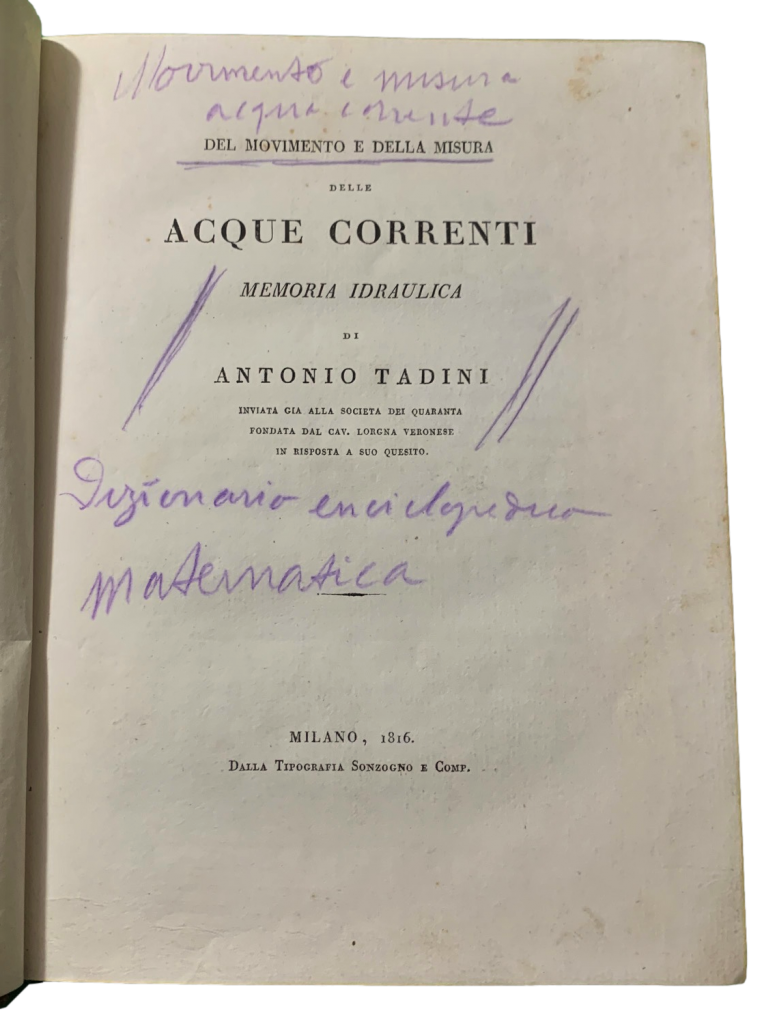 Movimento e misura
acqua corrente
DEL MOVIMENTO E DELLA MISURA
DELLE
ACQUE CORRENTI
MEMORIA IDRAULICA
DI
ANTONIO TADINI
INVIATA GIA ALLA SOCIETA DEI QUARANTA
FONDATA DAL CAV. LORGNA VERONESE
IN RISPOSTA A SUO QUESITO.
Dizionario enciclopedico
matematica
MILANO, 1816.
DALLA TIPOGRAFIA SONZOGNO E COMP.